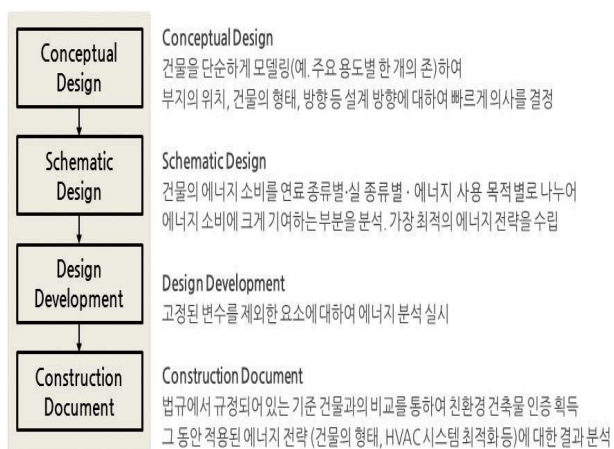 Conceptual
Design
Conceptual Design
건물을 단순하게 모델링(예. 주요 용도별 한 개의 존)하여
부지의 위치, 건물의 형태, 방향 등 설계 방향에 대하여 빠르게 의사를 결정
Schematic
Design
Schematic Design
건물의 에너지 소비를 연료 종류별·실 종류별·에너지 사용 목적별로 나누어
에너지 소비에 크게 기여하는 부분을 분석. 가장 최적의 에너지 전략을 수립
Design
Development
Design Development
고정된 변수를 제외한 요소에 대하여 에너지 분석 실시
Construction
Document
Construction Document
법규에서 규정되어 있는 기준 건물과의 비교를 통하여 친환경 건축물 인증 획득
그 동안 적용된 에너지 전략 (건물의 형태, HVAC 시스템 최적화 등)에 대한 결과 분석